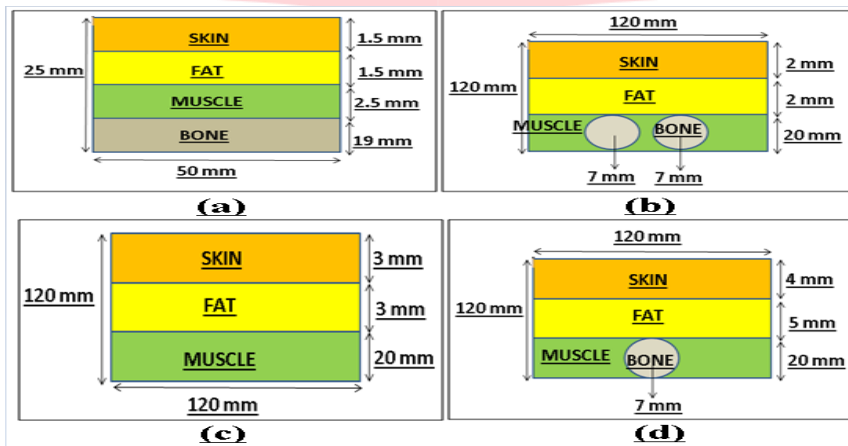 SKIN
1.5 mm
25 mm
FAT
1.5 mm
MUSCLE
2.5 mm
BONE
19 mm
50 mm
(a)
120 mm
SKIN
2 mm
120 mm
FAT
2 mm
MUSCLE
BONE
20 mm
7 mm
7 mm
(b)
SKIN
3 mm
120 mm
FAT
3 mm
MUSCLE
20 mm
120 mm
(c)
120 mm
SKIN
4 mm
120 mm
FAT
5 mm
MUSCLE
BONE
20 mm
7 mm
(d)